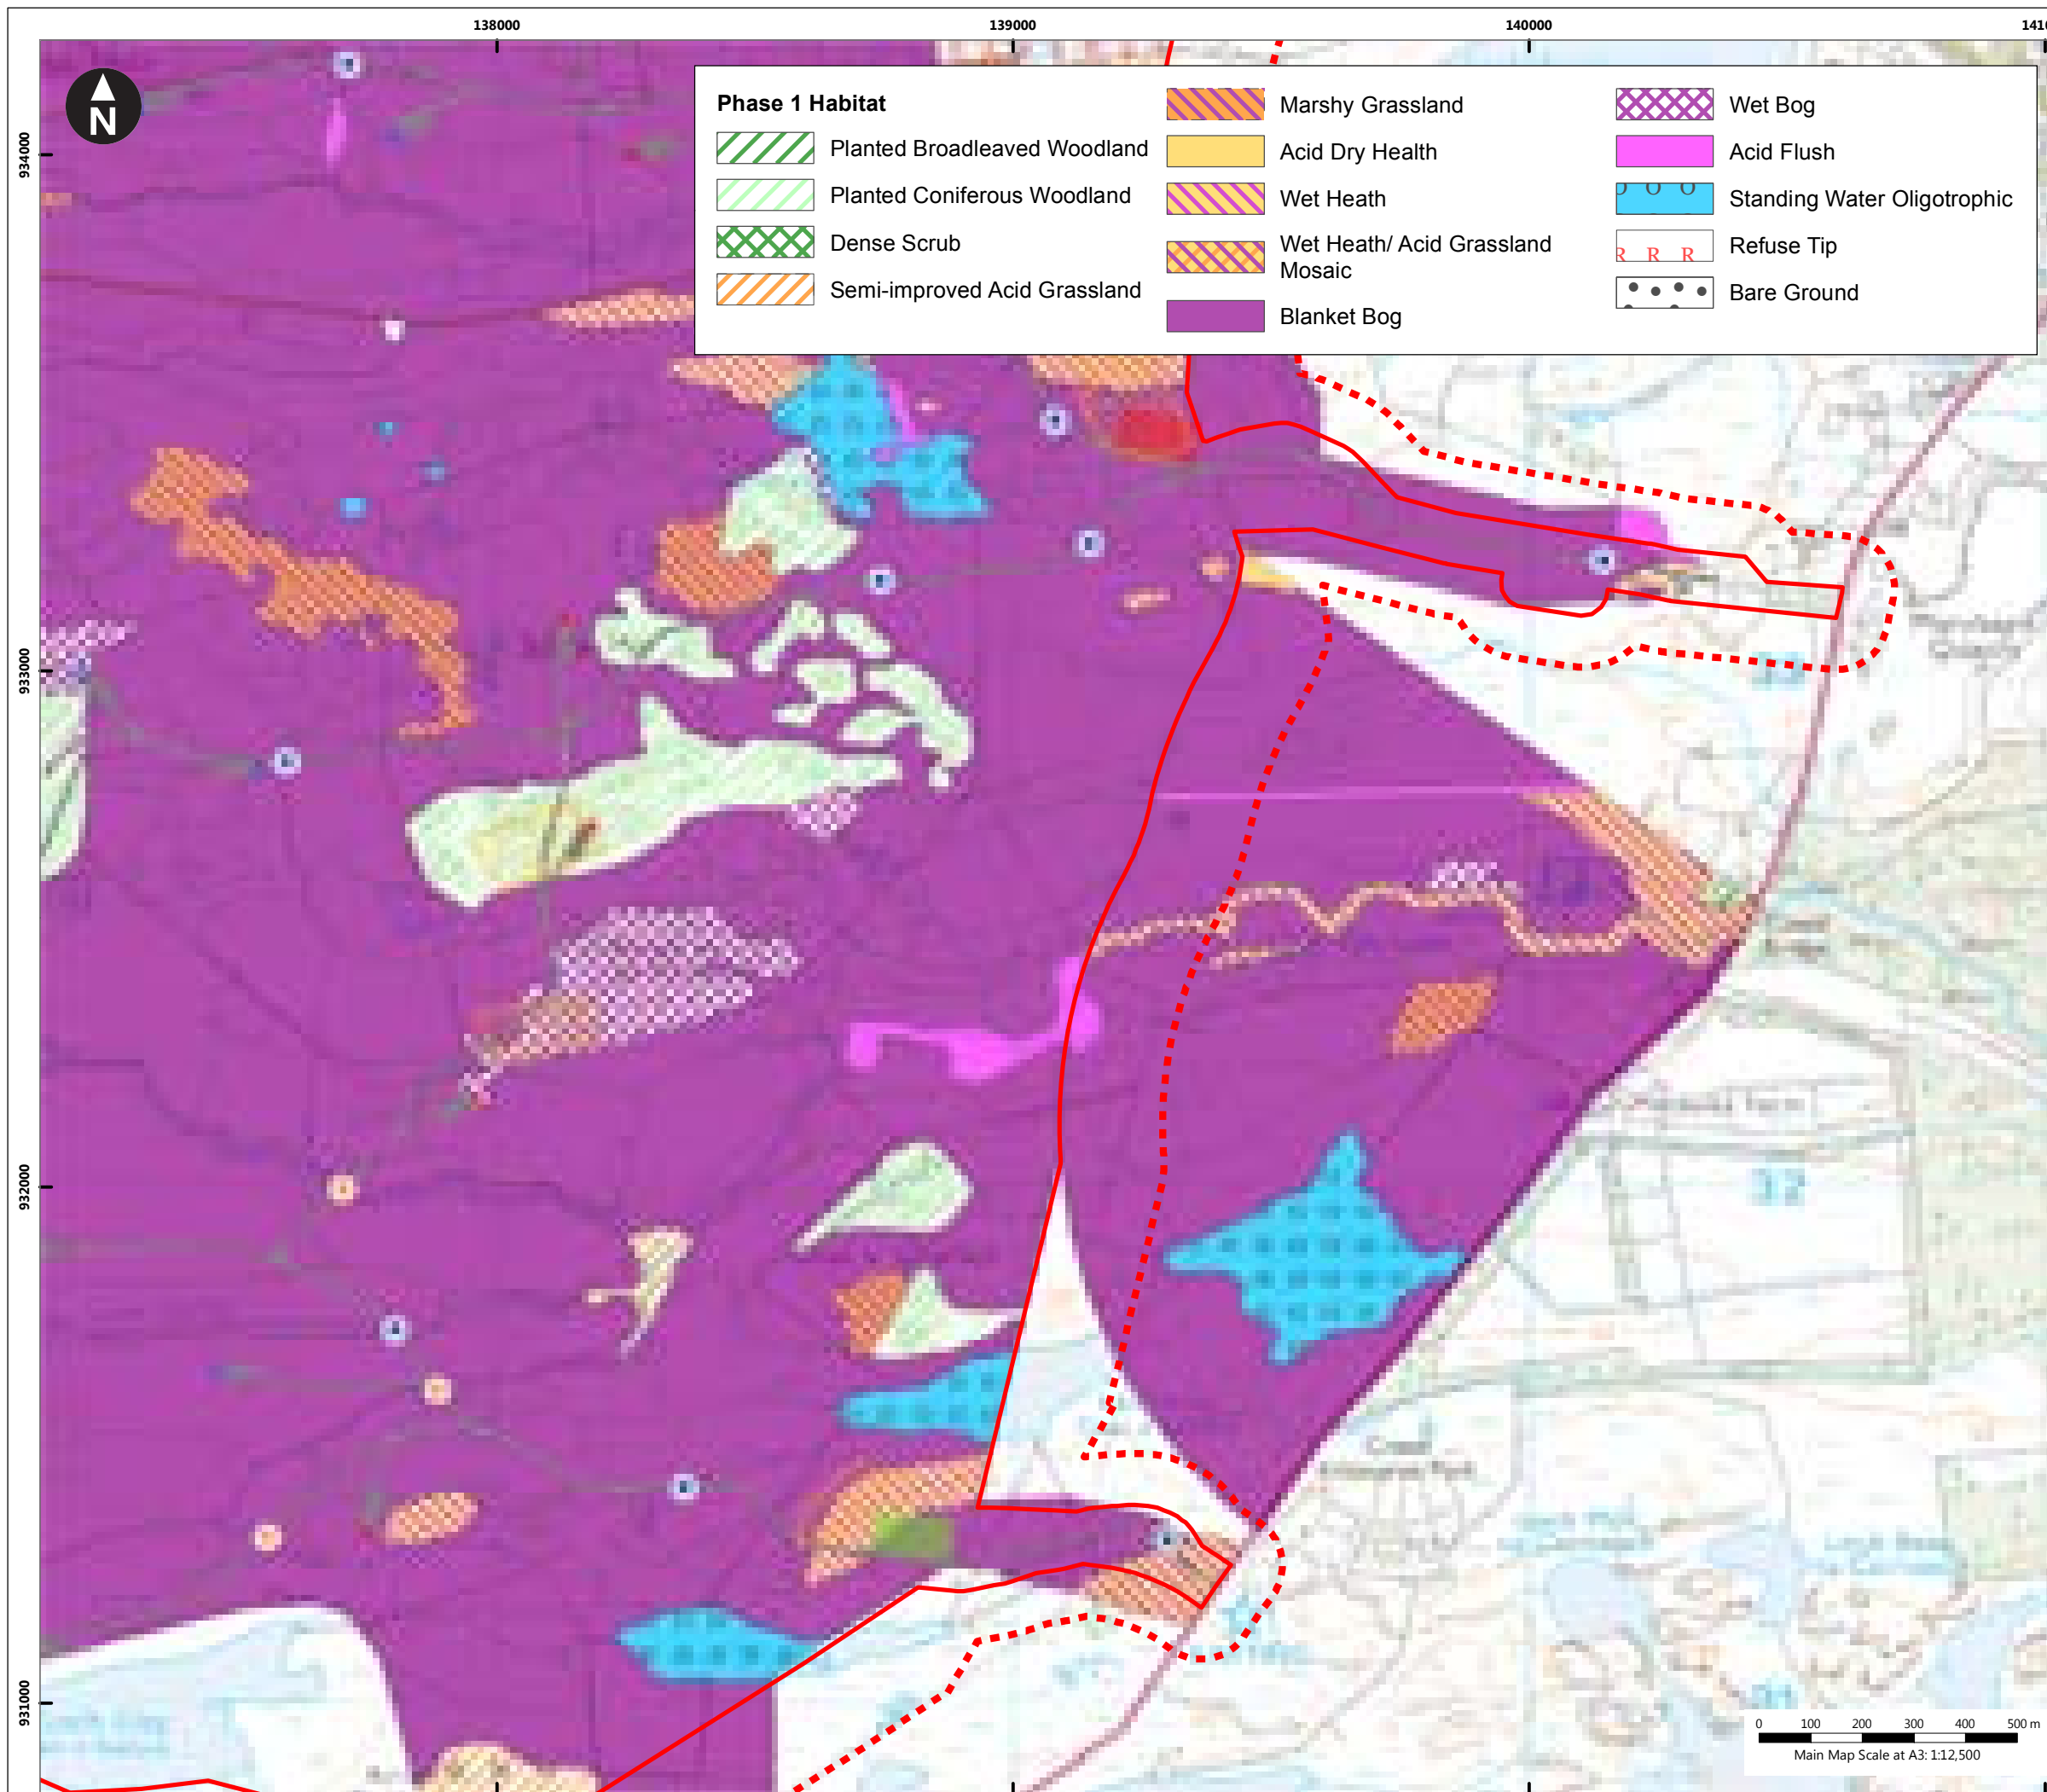 138000
139000
140000
N
934000
933000
932000
931000
Phase 1 Habitat
Planted Broadleaved Woodland
Planted Coniferous Woodland
Dense Scrub
Semi-improved Acid Grassland
Marshy Grassland
Acid Dry Health
Wet Heath
Wet Heath/ Acid Grassland
Mosaic
Blanket Bog
Wet Bog
Acid Flush
Standing Water Oligotrophic
R R R
Refuse Tip
Bare Ground
12
0 100 200 300 400 500 m
Main Map Scale at A3: 1:12,500